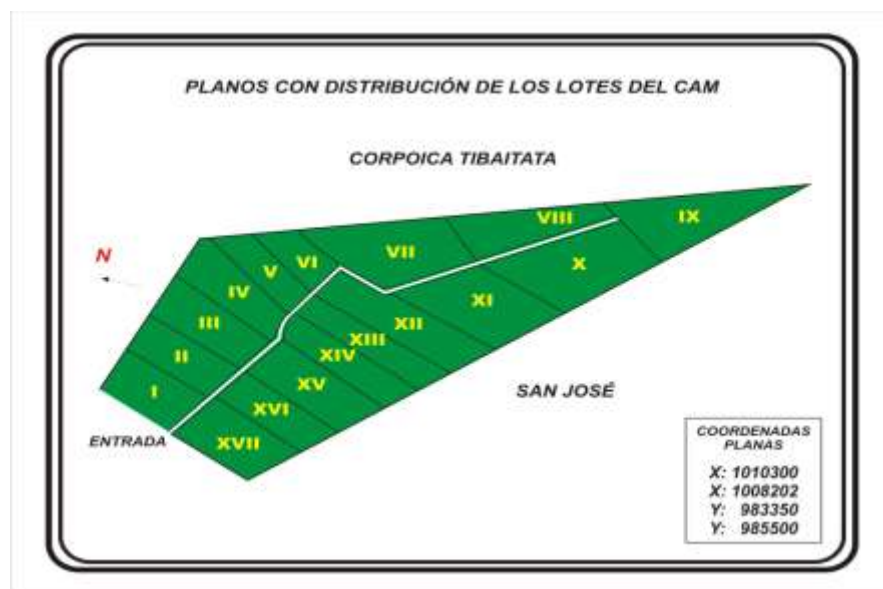 PLANOS CON DISTRIBUCIÓN DE LOS LOTES DEL CAM
CORPOICA TIBAITATA
N
I
II
III
IV
V
VI
VII
VIII
IX
X
XI
XII
XIII
XIV
XV
XVI
XVII
ENTRADA
SAN JOSÉ
COORDENADAS
PLANAS
X: 1010300
X: 1008202
Y: 983350
Y: 985500